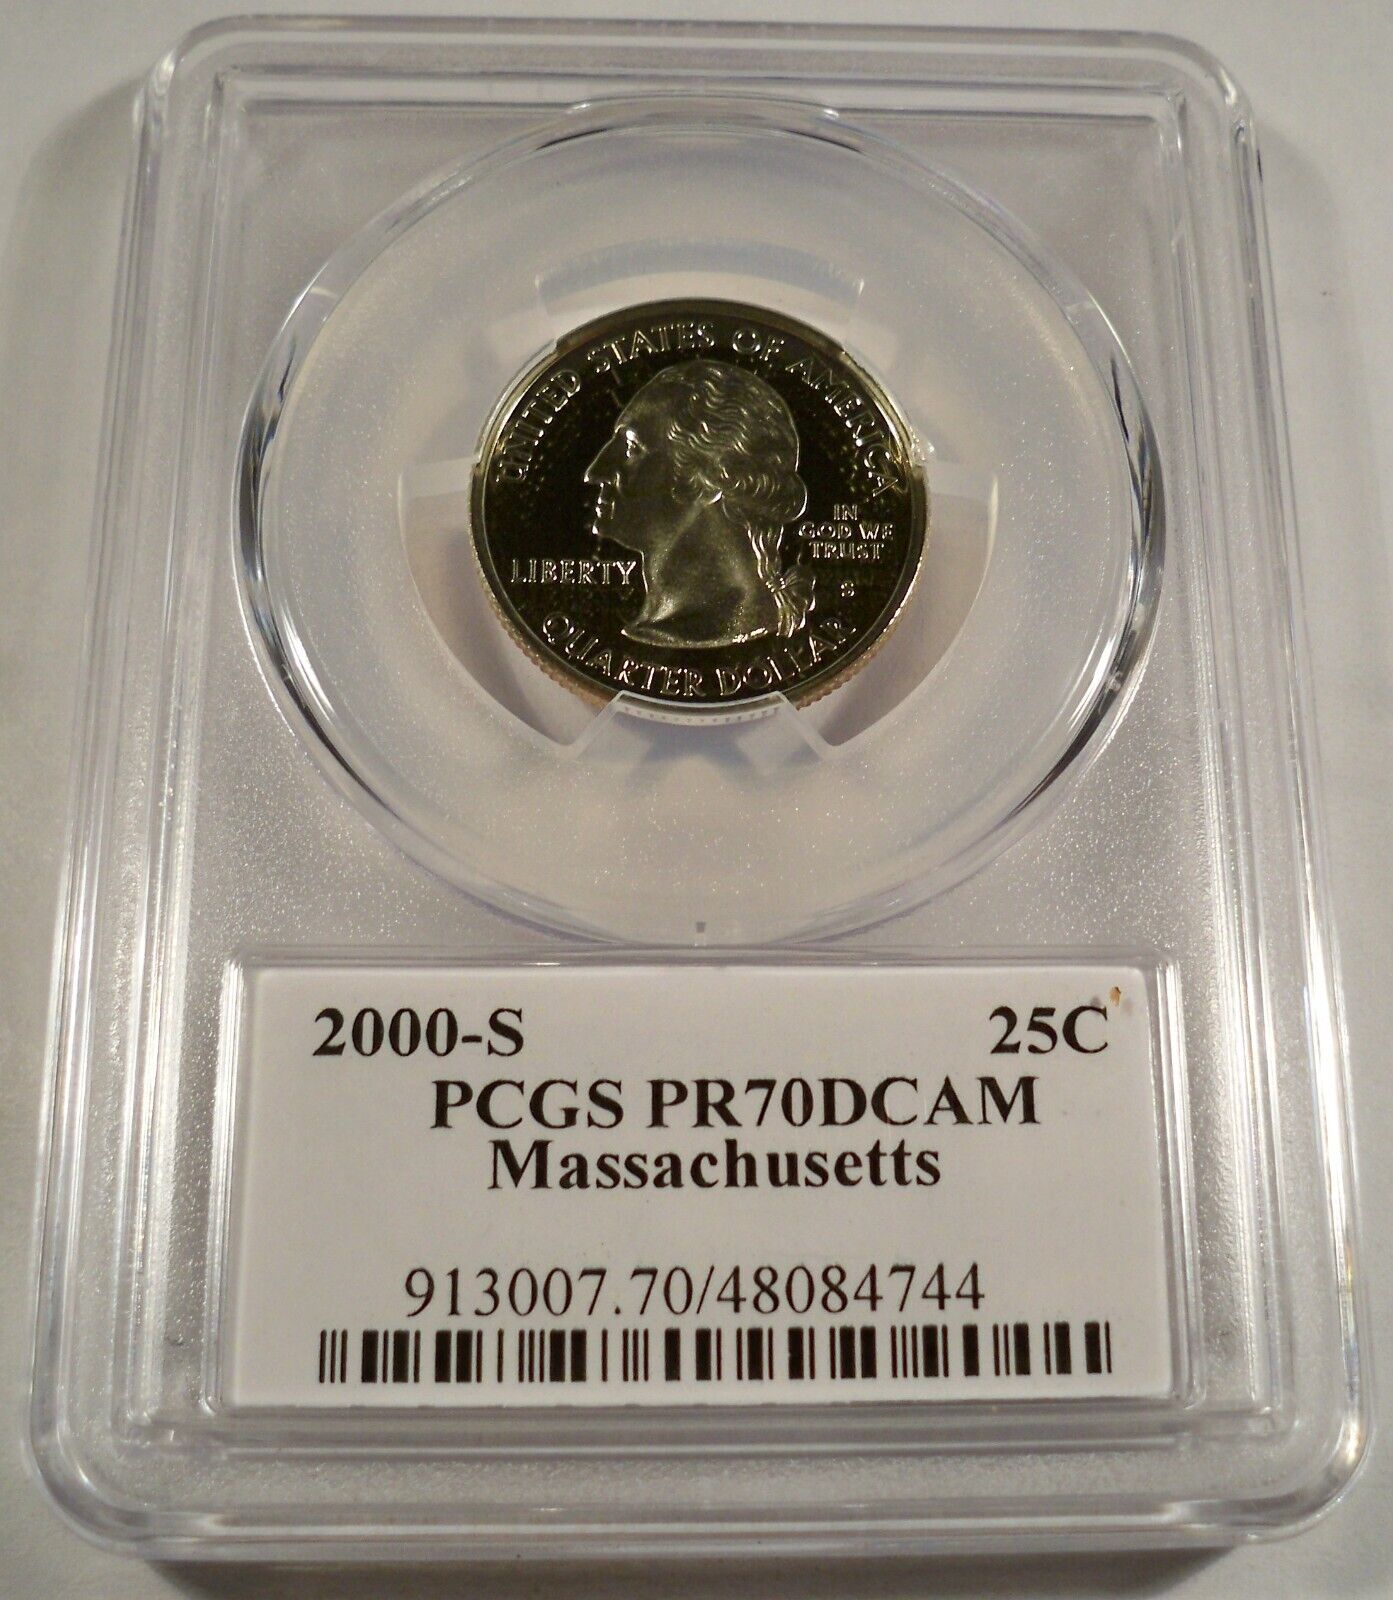 UNITED STATES OF AMERICA
IN
GOD WE
TRUST
LIBERTY
S
QUARTER DOLLAR
2000-S 25C
PCGS PR70DCAM
Massachusetts
913007.70/48084744